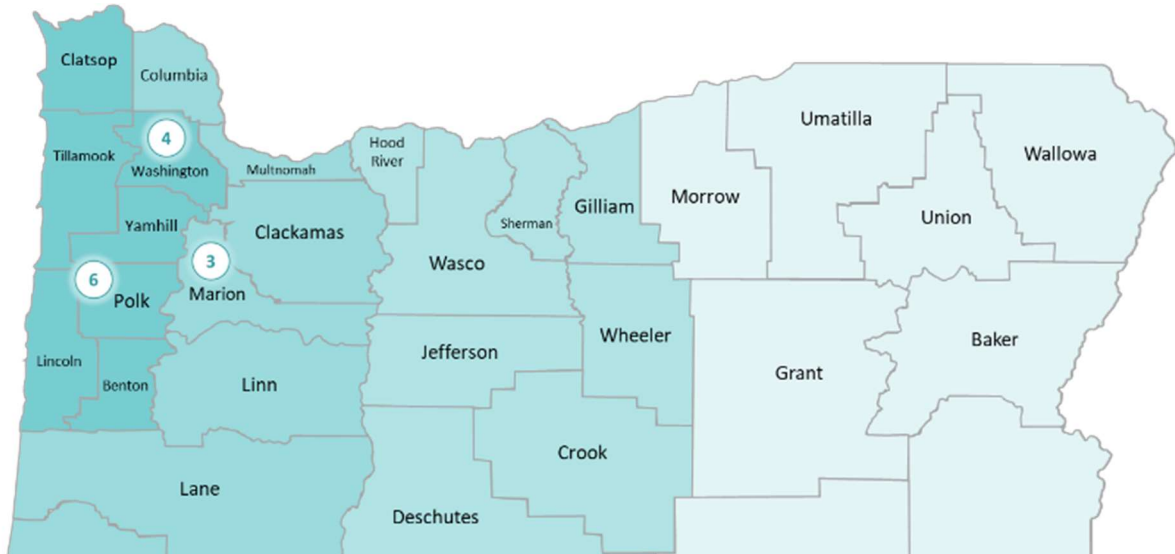 Clatsop
Columbia
4
Tillamook
Washington
Multnomah
Hood
River
Umatilla
Wallowa
Morrow
Gilliam
Union
Sherman
Yamhill
Clackamas
3
Wasco
6
Polk
Marion
Wheeler
Baker
Lincoln
Benton
Linn
Jefferson
Grant
Crook
Lane
Deschutes